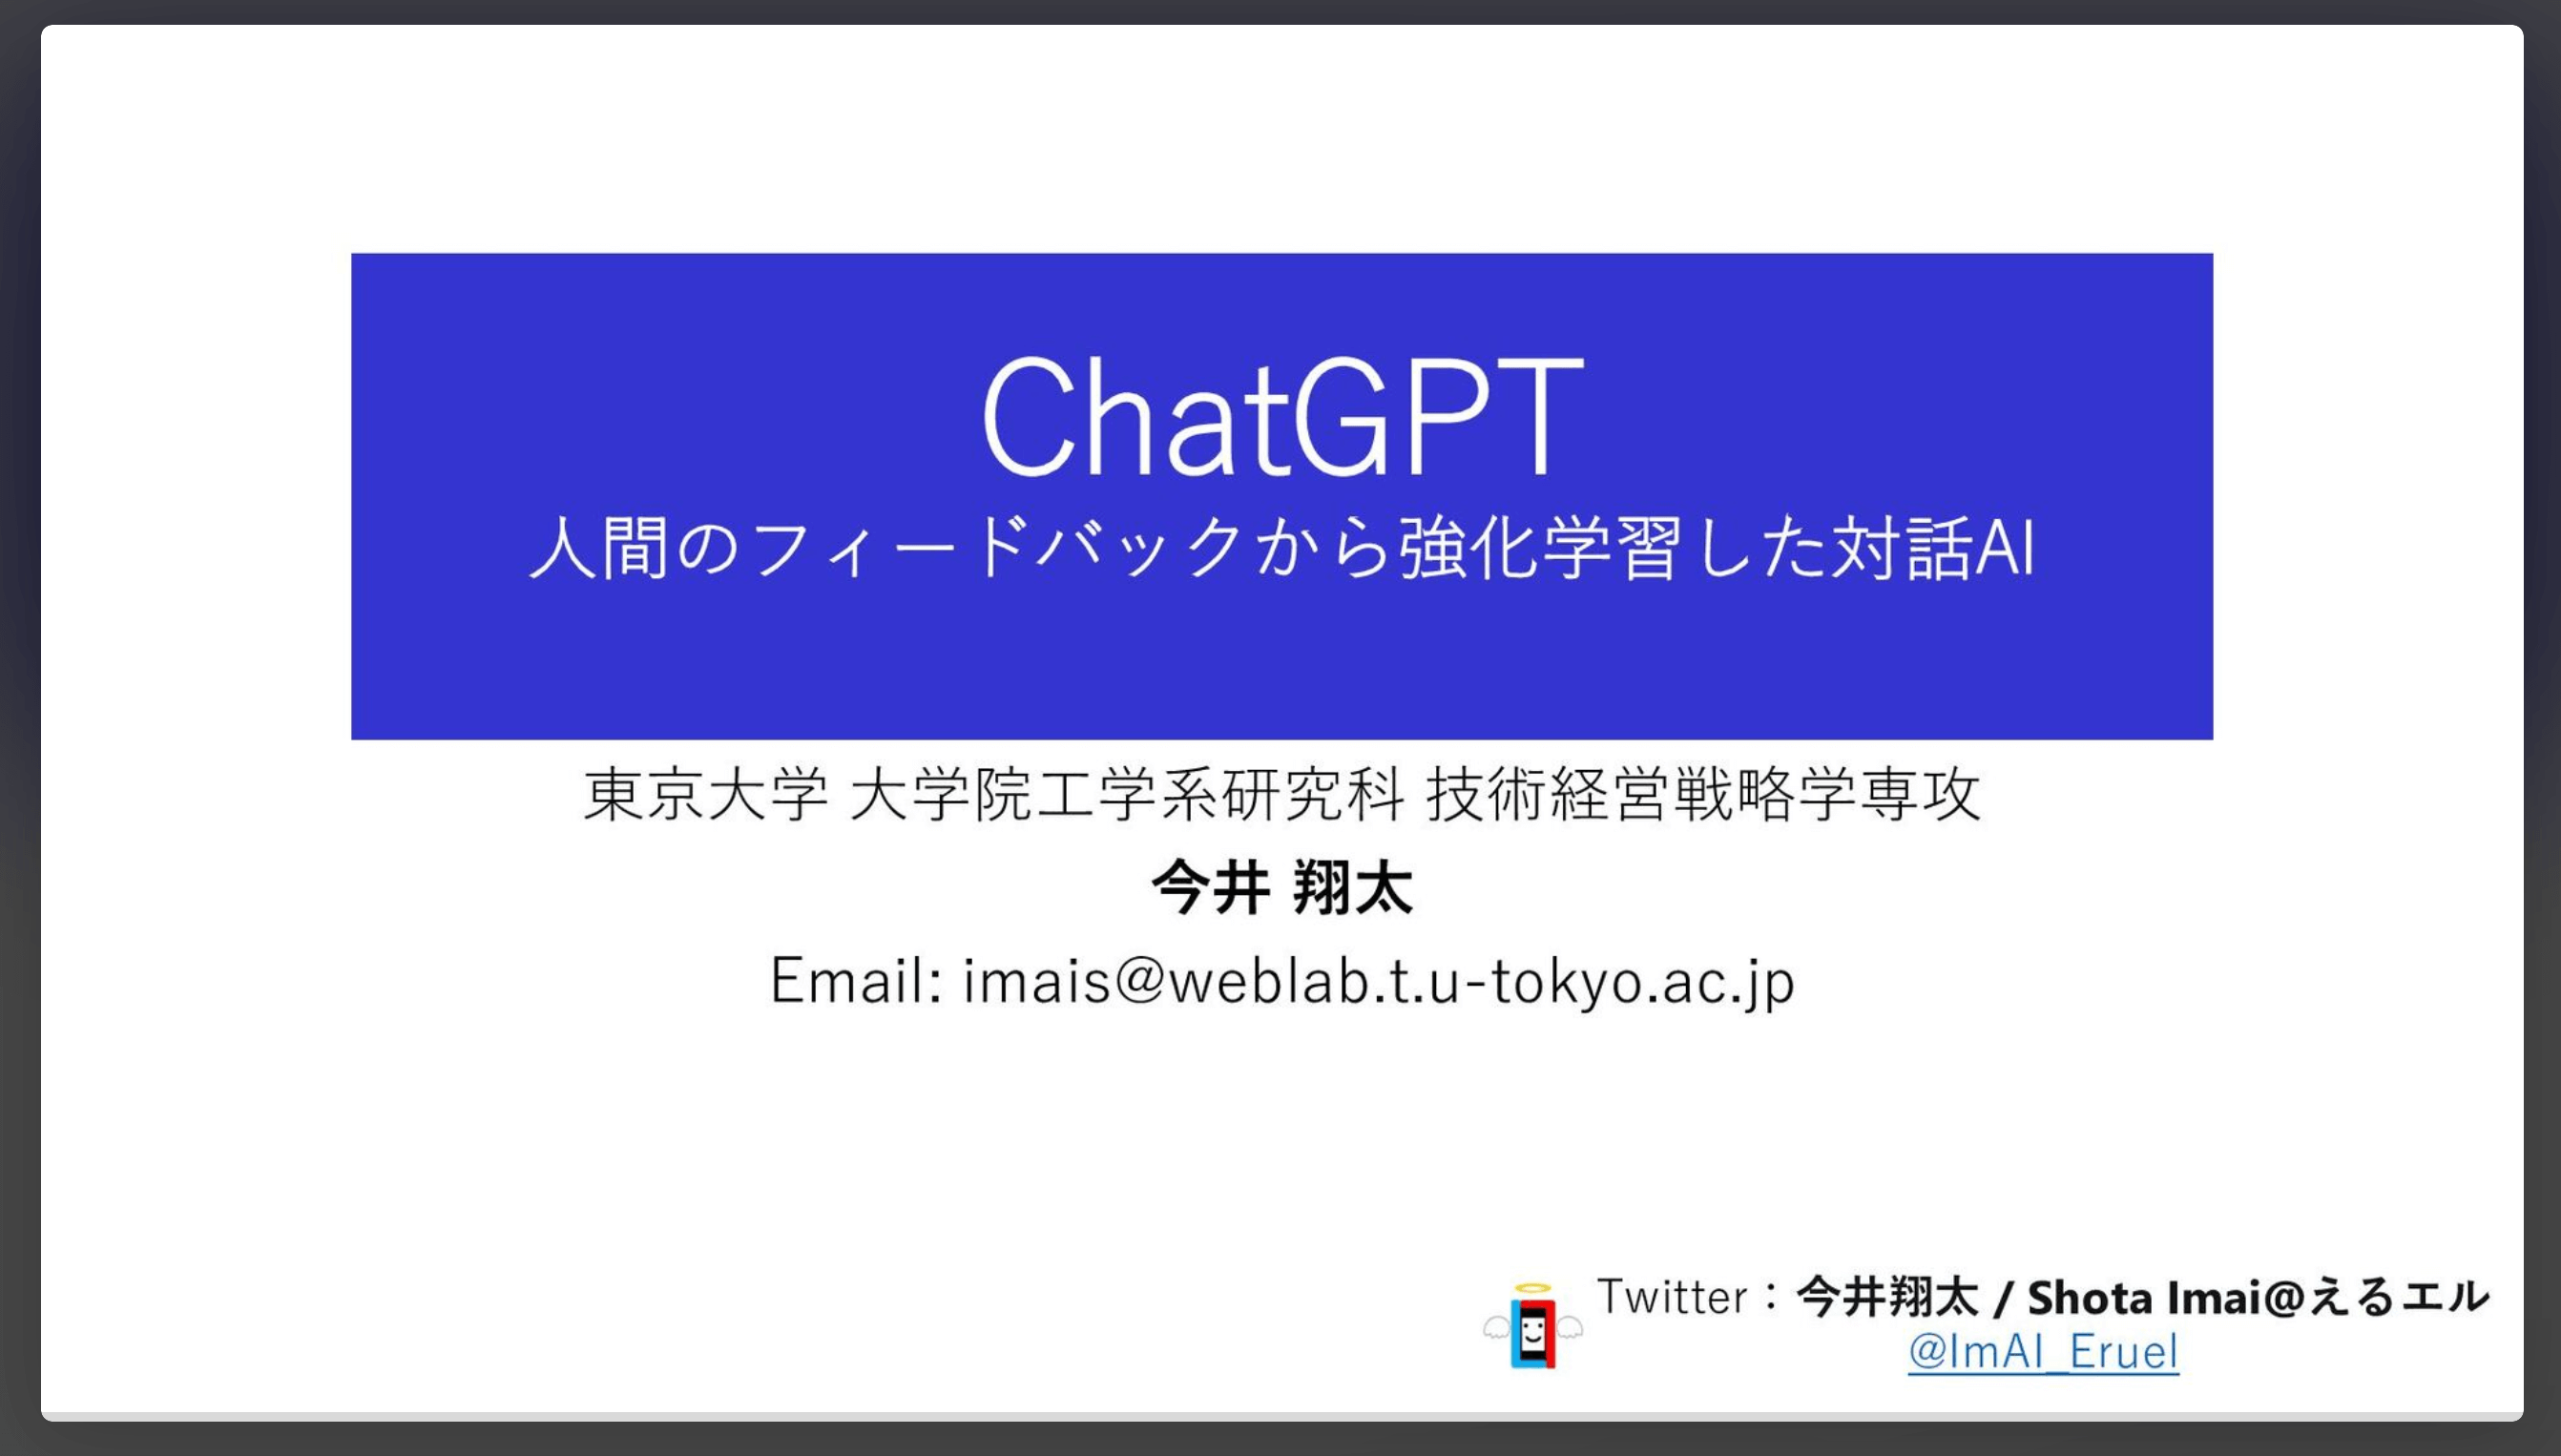 ChatGPT
人間のフィードバックから強化学習した対話AI
東京大学 大学院工学系研究科 技術経営戦略学専攻
今井 翔太
Email: imais@weblab.t.u-tokyo.ac.jp
Twitter：今井翔太 / Shota Imai@えるエル
@ImAI_Eruel